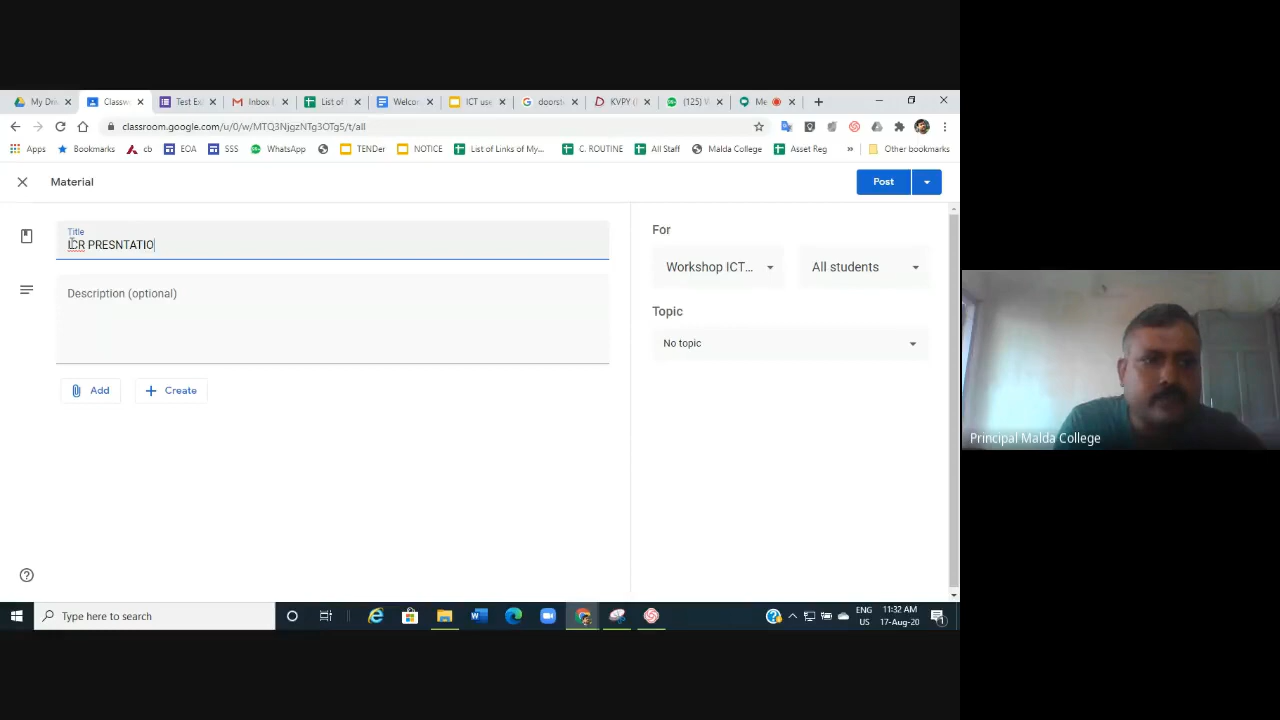 My Dri
Classw
Test Ex
Inbox
List of
Welco
ICT use
doorst
KVPY (
(125) W
Me
classroom.google.com/u/0/w/MTQ3NjgzNTg3OTg5/t/all
Apps
Bookmarks
cb
EOA
SSS
WhatsApp
TENDer
NOTICE
List of Links of My...
C. ROUTINE
All Staff
Malda College
Asset Reg
»
Other bookmarks
Material
Post
Title
ICR PRESNTATIO
Description (optional)
Add
Create
For
Workshop ICT...
All students
Topic
No topic
Principal Malda College
Type here to search
ENG
US
11:32 AM
17-Aug-20